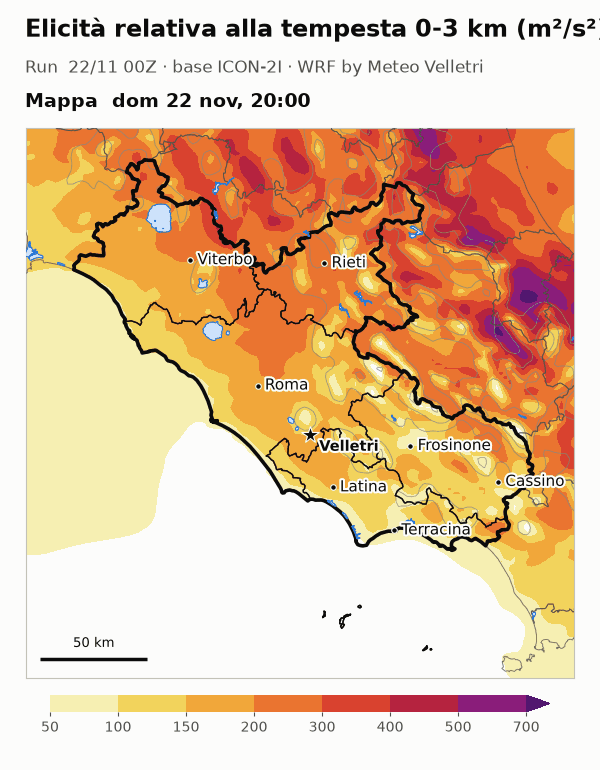 Elicità relativa alla tempesta 0-3 km (m²/s²)
Run 22/11 00Z · base ICON-2I · WRF by Meteo Velletri
Mappa dom 22 nov, 20:00
Viterbo
Rieti
Roma
Velletri
Frosinone
Cassino
Latina
Terracina
50 km
50 100 150 200 300 400 500 700